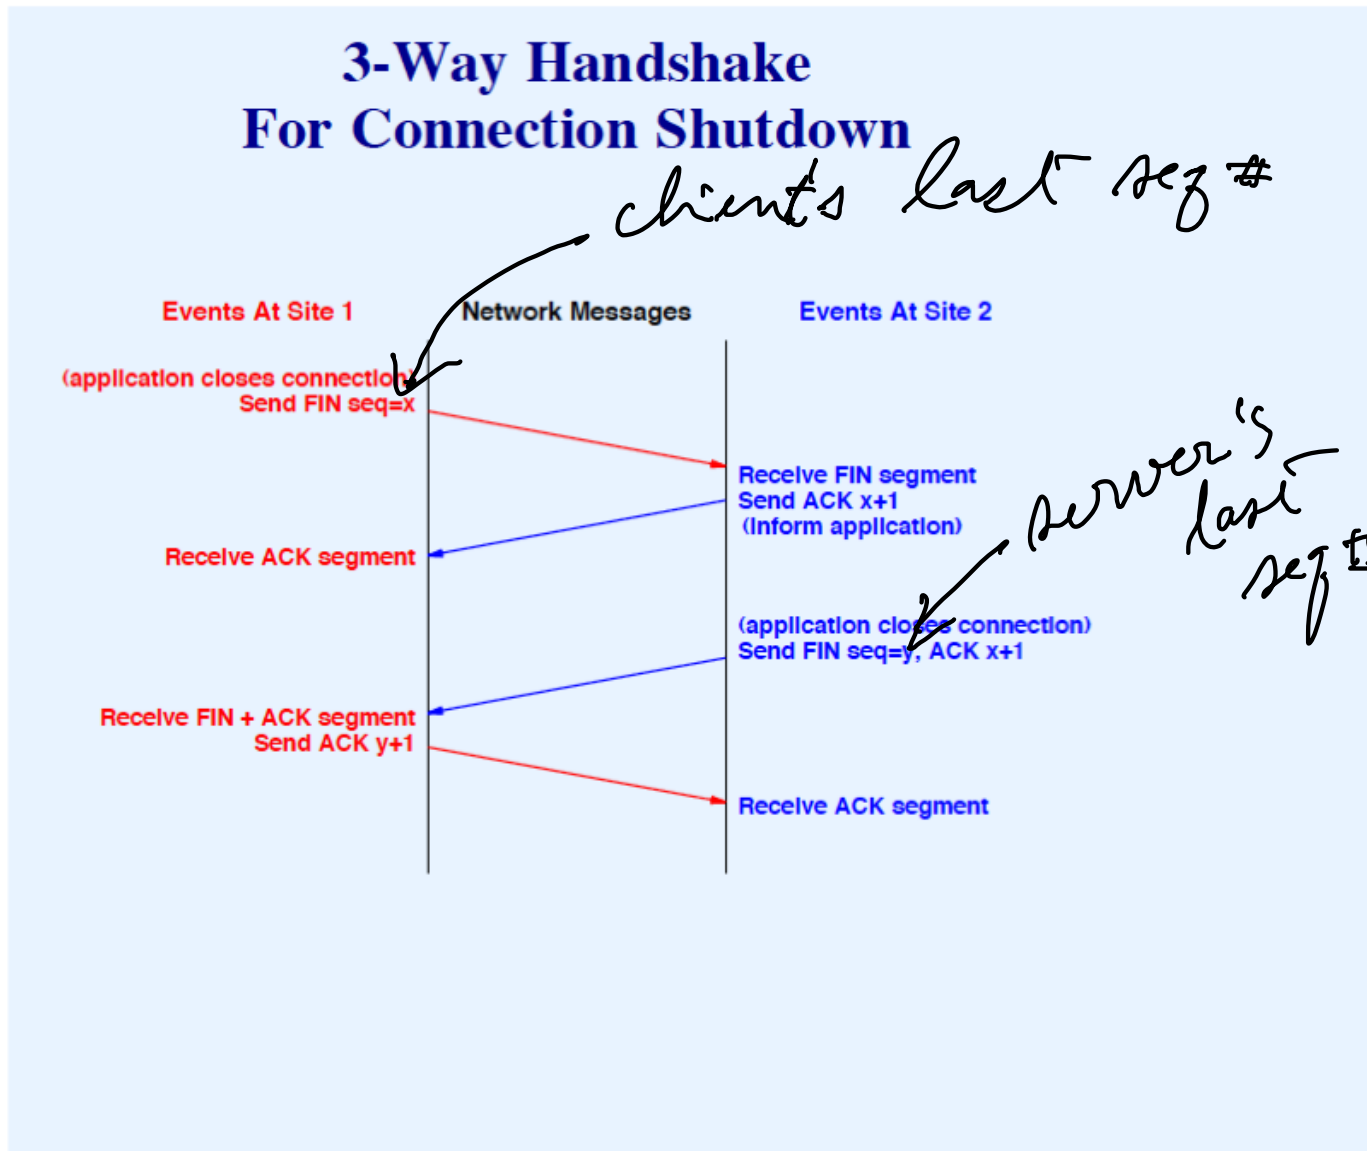 3-Way Handshake
For Connection Shutdown
client's last seq #
Events At Site 1
Network Messages
Events At Site 2
(application closes connection)
Send FIN seq=x
Receive FIN segment
Send ACK x+1
(inform application)
server's
last
seq #
Receive ACK segment
(application closes connection)
Send FIN seq=y, ACK x+1
Receive FIN + ACK segment
Send ACK y+1
Receive ACK segment